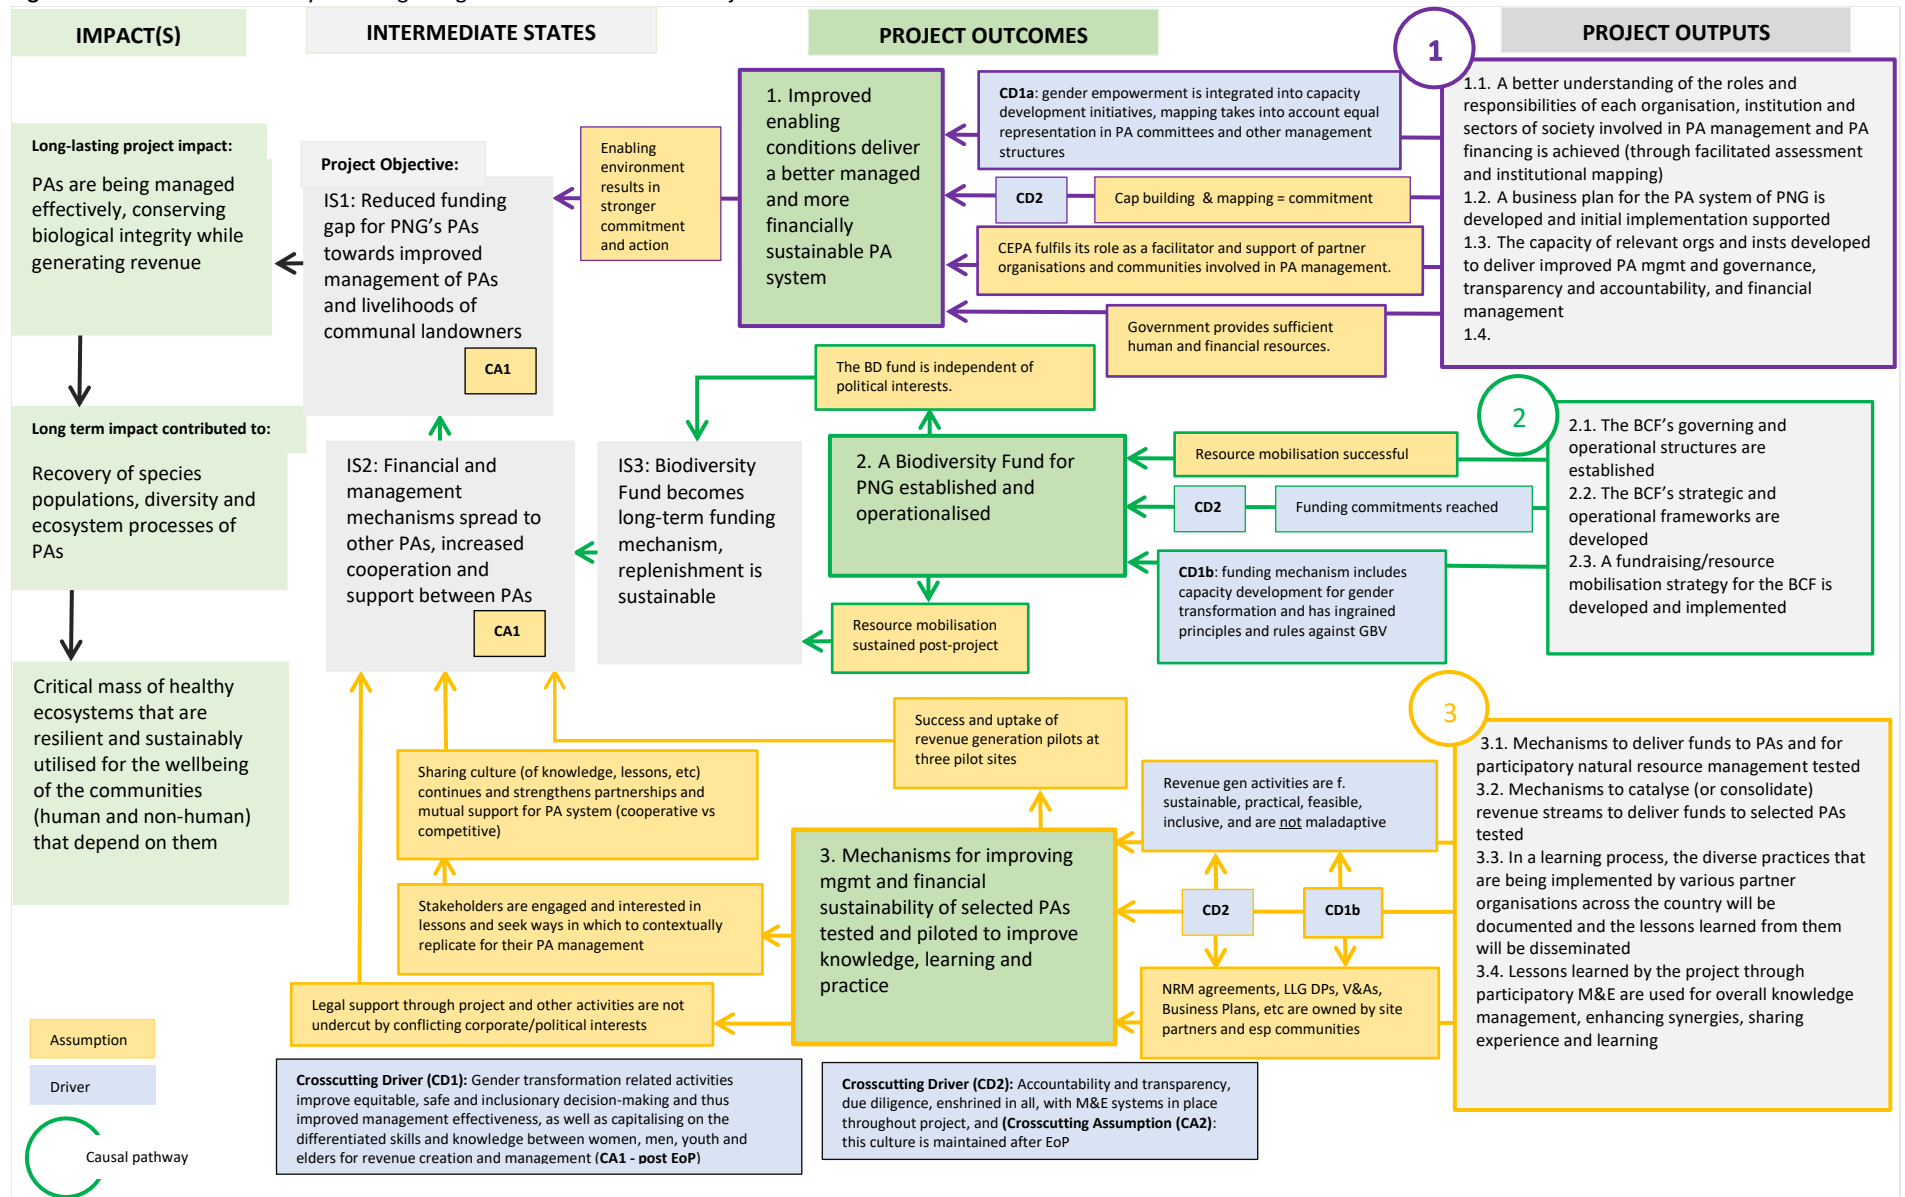 IMPACT(S)
INTERMEDIATE STATES
PROJECT OUTCOMES
PROJECT OUTPUTS
Long-lasting project impact:
PAs are being managed
effectively, conserving
biological integrity while
generating revenue
Long term impact contributed to:
Recovery of species
populations, diversity and
ecosystem processes of
PAs
Critical mass of healthy
ecosystems that are
resilient and sustainably
utilised for the wellbeing
of the communities
(human and non-human)
that depend on them
Project Objective:
IS1: Reduced funding
gap for PNG's PAs
towards improved
management of PAs
and livelihoods of
communal landowners
CA1
IS2: Financial and
management
mechanisms spread to
other PAs, increased
cooperation and
support between PAs
CA1
IS3: Biodiversity
Fund becomes
long-term funding
mechanism,
replenishment is
sustainable
Enabling
environment
results in
stronger
commitment
and action
1. Improved
enabling
conditions deliver
a better managed
and more
financially
sustainable PA
system
CD1a: gender empowerment is integrated into capacity
development initiatives, mapping takes into account equal
representation in PA committees and other management
structures
CD2
Cap building & mapping = commitment
CEPA fulfils its role as a facilitator and support of partner
organisations and communities involved in PA management.
Government provides sufficient
human and financial resources.
1
1.1. A better understanding of the roles and
responsibilities of each organisation, institution and
sectors of society involved in PA management and PA
financing is achieved (through facilitated assessment
and institutional mapping)
1.2. A business plan for the PA system of PNG is
developed and initial implementation supported
1.3. The capacity of relevant orgs and insts developed
to deliver improved PA mgmt and governance,
transparency and accountability, and financial
management
1.4.
The BD fund is independent of
political interests.
2. A Biodiversity Fund for
PNG established and
operationalised
Resource mobilisation
sustained post-project
Resource mobilisation successful
CD2
Funding commitments reached
CD1b: funding mechanism includes
capacity development for gender
transformation and has ingrained
principles and rules against GBV
2
2.1. The BCF's governing and
operational structures are
established
2.2. The BCF's strategic and
operational frameworks are
developed
2.3. A fundraising/resource
mobilisation strategy for the BCF is
developed and implemented
Success and uptake of
revenue generation pilots at
three pilot sites
Sharing culture (of knowledge, lessons, etc)
continues and strengthens partnerships and
mutual support for PA system (cooperative vs
competitive)
Stakeholders are engaged and interested in
lessons and seek ways in which to contextually
replicate for their PA management
Legal support through project and other activities are not
undercut by conflicting corporate/political interests
3. Mechanisms for improving
mgmt and financial
sustainability of selected PAs
tested and piloted to improve
knowledge, learning and
practice
Revenue gen activities are f.
sustainable, practical, feasible,
inclusive, and are not maladaptive
CD2
CD1b
NRM agreements, LLG DPs, V&As,
Business Plans, etc are owned by site
partners and esp communities
3
3.1. Mechanisms to deliver funds to PAs and for
participatory natural resource management tested
3.2. Mechanisms to catalyse (or consolidate)
revenue streams to deliver funds to selected PAs
tested
3.3. In a learning process, the diverse practices that
are being implemented by various partner
organisations across the country will be
documented and the lessons learned from them
will be disseminated
3.4. Lessons learned by the project through
participatory M&E are used for overall knowledge
management, enhancing synergies, sharing
experience and learning
Assumption
Driver
Causal pathway
Crosscutting Driver (CD1): Gender transformation related activities
improve equitable, safe and inclusionary decision-making and thus
improved management effectiveness, as well as capitalising on the
differentiated skills and knowledge between women, men, youth and
elders for revenue creation and management (CA1 - post EoP)
Crosscutting Driver (CD2): Accountability and transparency,
due diligence, enshrined in all, with M&E systems in place
throughout project, and (Crosscutting Assumption (CA2):
this culture is maintained after EoP